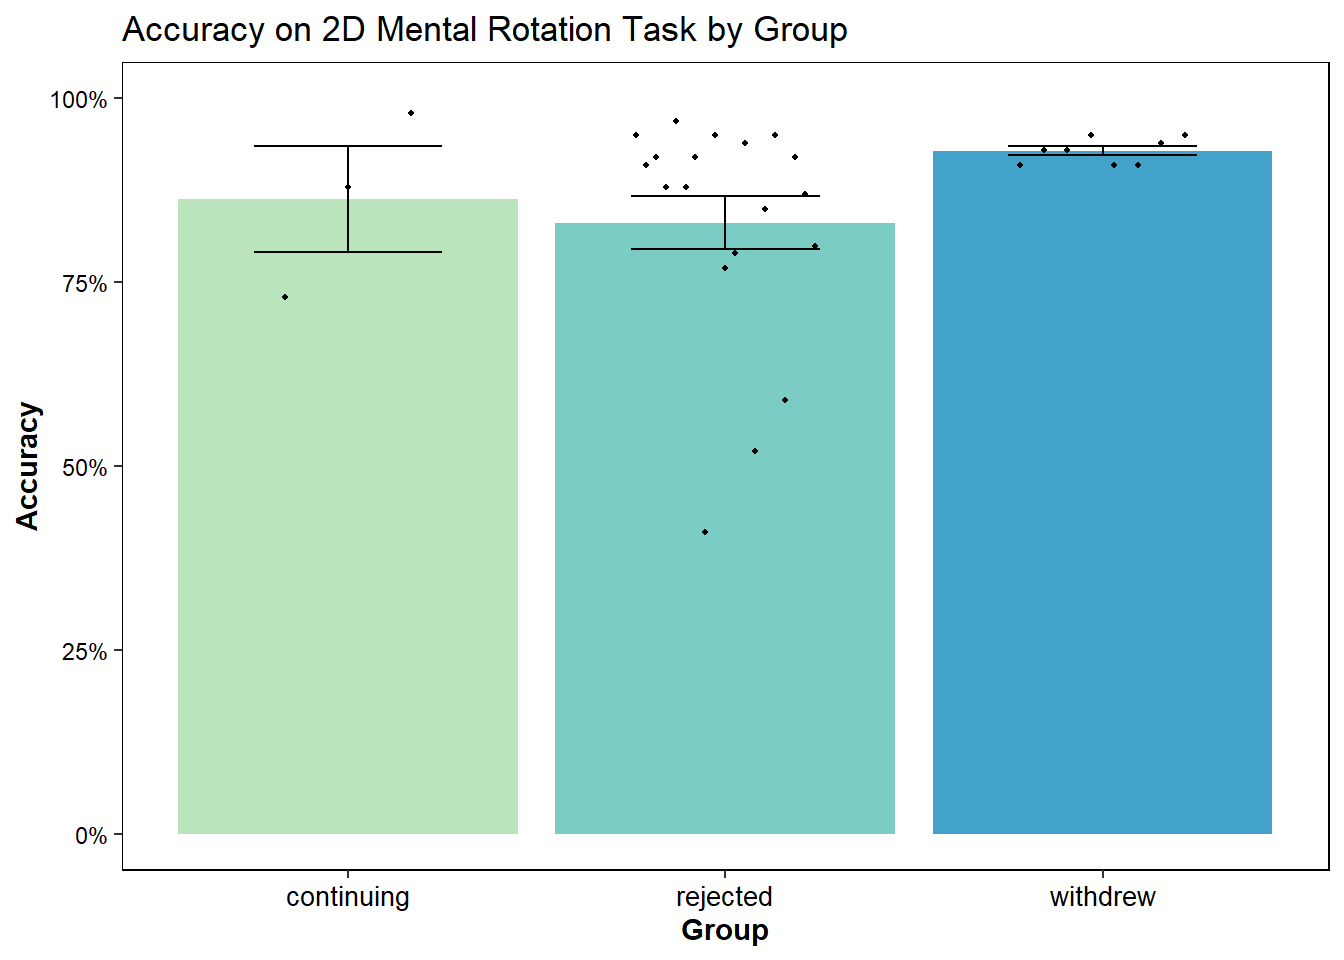 Accuracy on 2D Mental Rotation Task by Group
100%
75%
50%
25%
0%
Accuracy
continuing rejected withdrew
Group